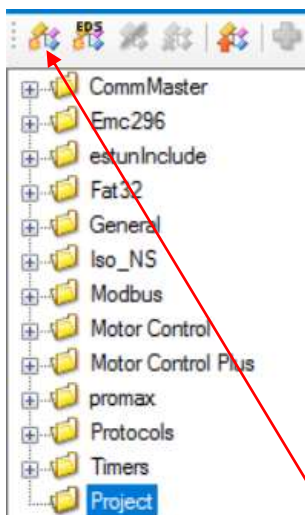 EDS
CommMaster
Emc296
estunInclude
Fat32
General
Iso_NS
Modbus
Motor Control
Motor Control Plus
promax
Protocols
Timers
Project